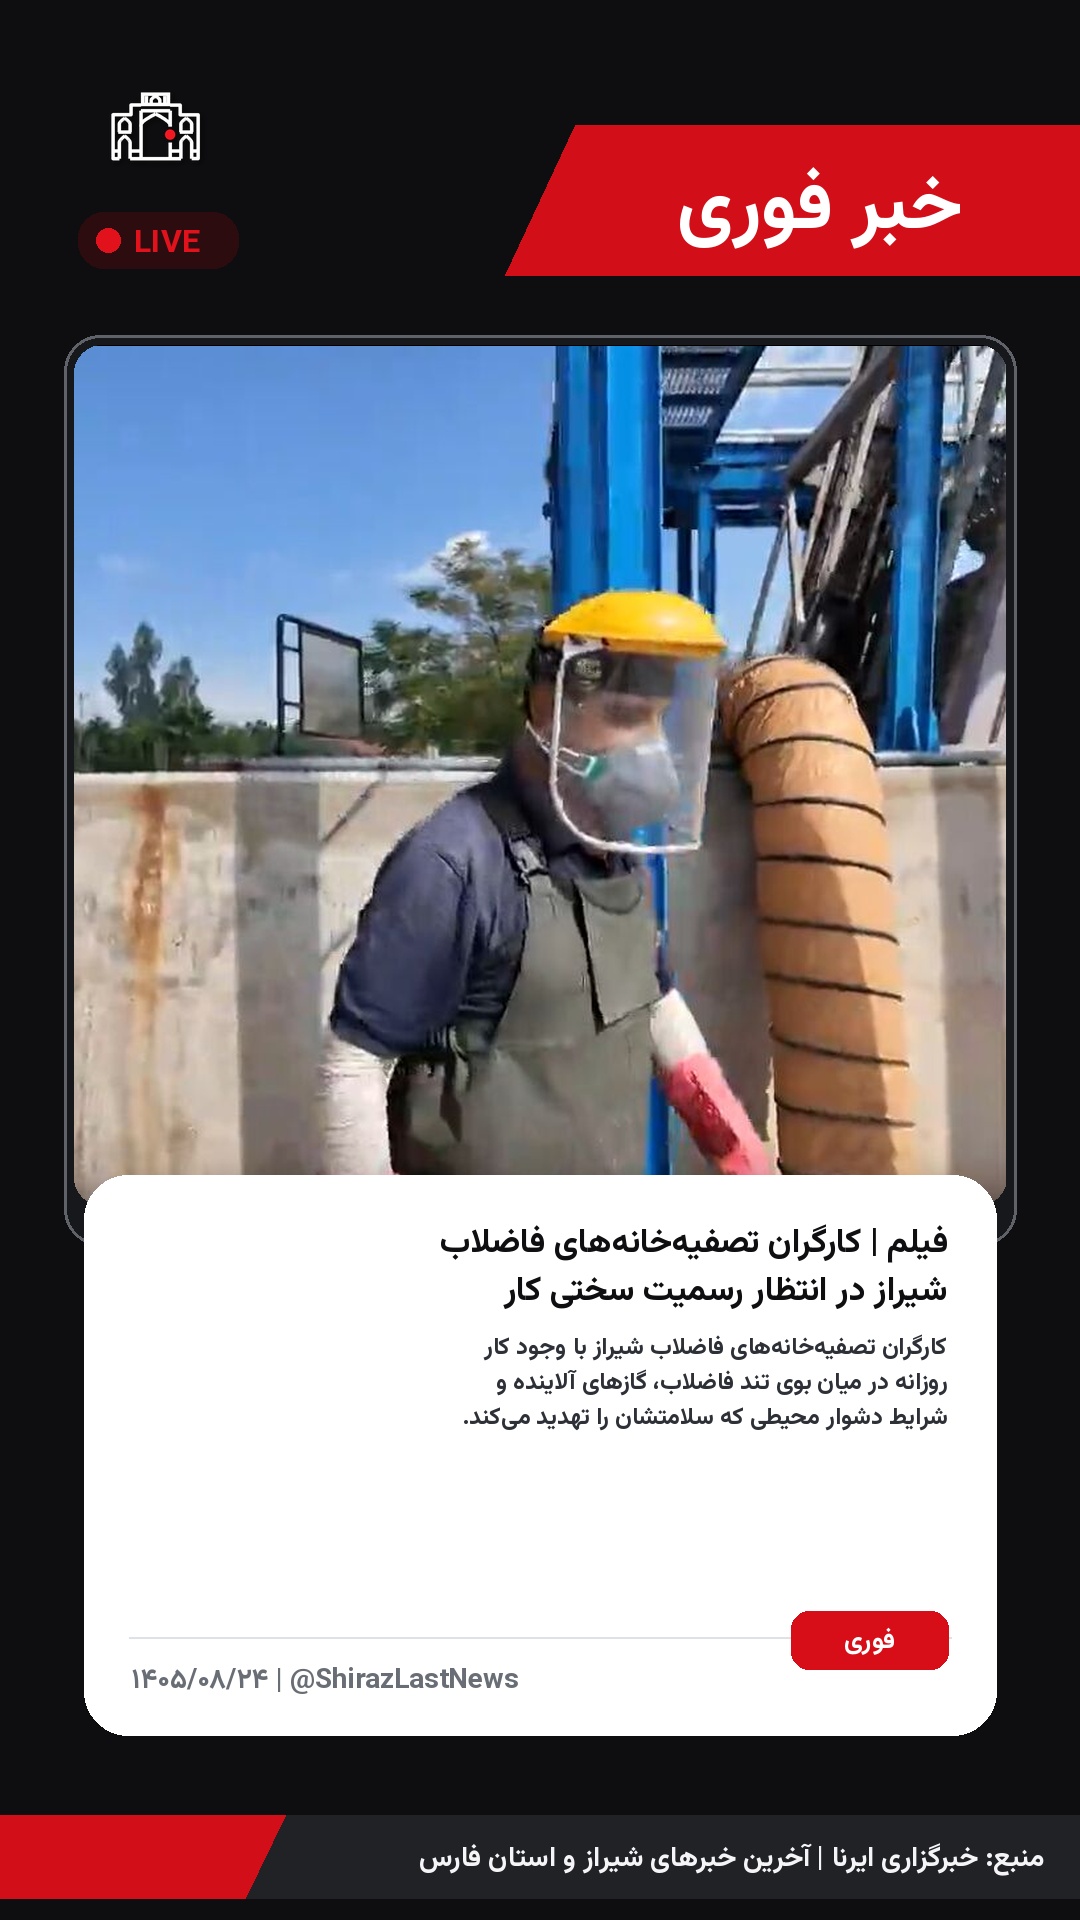 LIVE
خبر فوری
فیلم | کارگران تصفیه‌خانه‌های فاضلاب
شیراز در انتظار رسمیت سختی کار
کارگران تصفیه‌خانه‌های فاضلاب شیراز با وجود کار
روزانه در میان بوی تند فاضلاب، گازهای آلاینده و
شرایط دشوار محیطی که سلامتشان را تهدید می‌کند.
فوری
۱۴۰۵/۰۸/۲۴ | @ShirazLastNews
منبع: خبرگزاری ایرنا | آخرین خبرهای شیراز و استان فارس